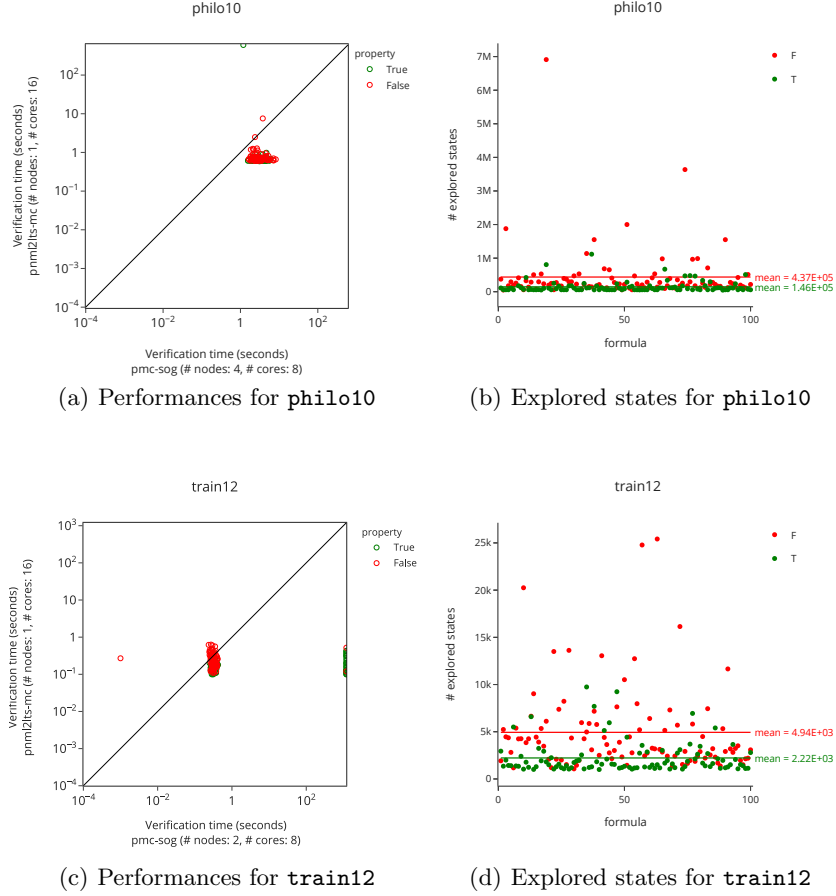 philo10
Verification time (seconds)
pnml2lts-mc (# nodes: 1, # cores: 16)
10²
10
1
10⁻¹
10⁻²
10⁻³
10⁻⁴
10⁻⁴
10⁻²
1
10²
Verification time (seconds)
pmc-sog (# nodes: 4, # cores: 8)
property
True
False
(a) Performances for philo10
philo10
# explored states
7M
6M
5M
4M
3M
2M
1M
0
0
50
100
formula
F
T
mean = 4.37E+05
mean = 1.46E+05
(b) Explored states for philo10
train12
Verification time (seconds)
pnml2lts-mc (# nodes: 1, # cores: 16)
10³
10²
10
1
10⁻¹
10⁻²
10⁻³
10⁻⁴
10⁻⁴
10⁻²
1
10²
Verification time (seconds)
pmc-sog (# nodes: 2, # cores: 8)
property
True
False
(c) Performances for train12
train12
# explored states
25k
20k
15k
10k
5k
0
0
50
100
formula
F
T
mean = 4.94E+03
mean = 2.22E+03
(d) Explored states for train12